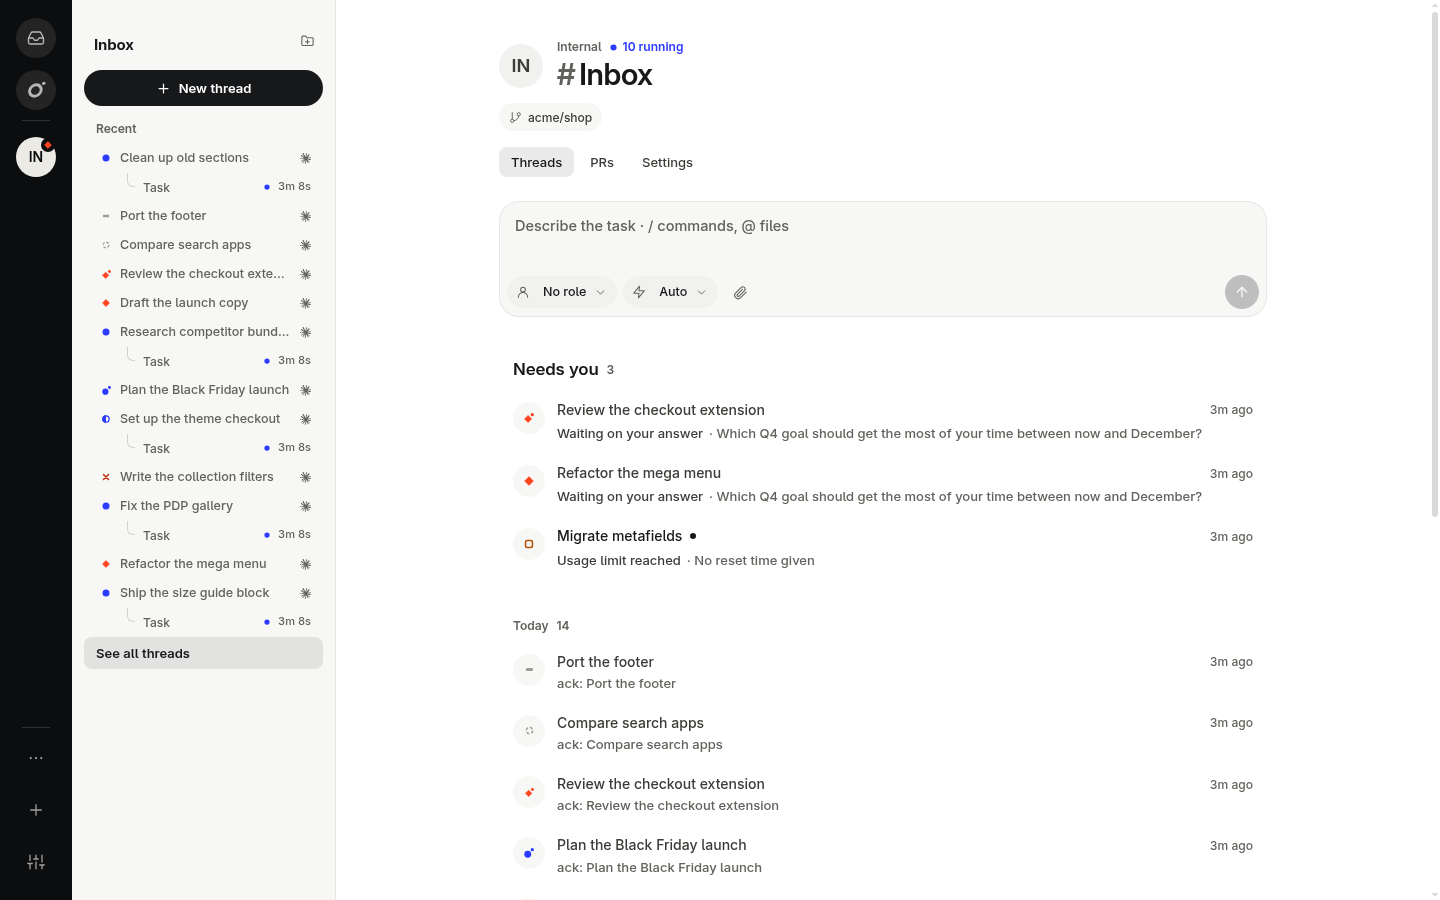 Inbox
New thread
Recent
Clean up old sections
Task 3m 8s
Port the footer
Compare search apps
Review the checkout exte...
Draft the launch copy
Research competitor bund...
Task 3m 8s
Plan the Black Friday launch
Set up the theme checkout
Task 3m 8s
Write the collection filters
Fix the PDP gallery
Task 3m 8s
Refactor the mega menu
Ship the size guide block
Task 3m 8s
See all threads
IN
IN
Internal 10 running
#Inbox
acme/shop
Threads PRs Settings
Describe the task · / commands, @ files
No role Auto
Needs you 3
Review the checkout extension 3m ago
Waiting on your answer · Which Q4 goal should get the most of your time between now and December?
Refactor the mega menu 3m ago
Waiting on your answer · Which Q4 goal should get the most of your time between now and December?
Migrate metafields 3m ago
Usage limit reached · No reset time given
Today 14
Port the footer 3m ago
ack: Port the footer
Compare search apps 3m ago
ack: Compare search apps
Review the checkout extension 3m ago
ack: Review the checkout extension
Plan the Black Friday launch 3m ago
ack: Plan the Black Friday launch